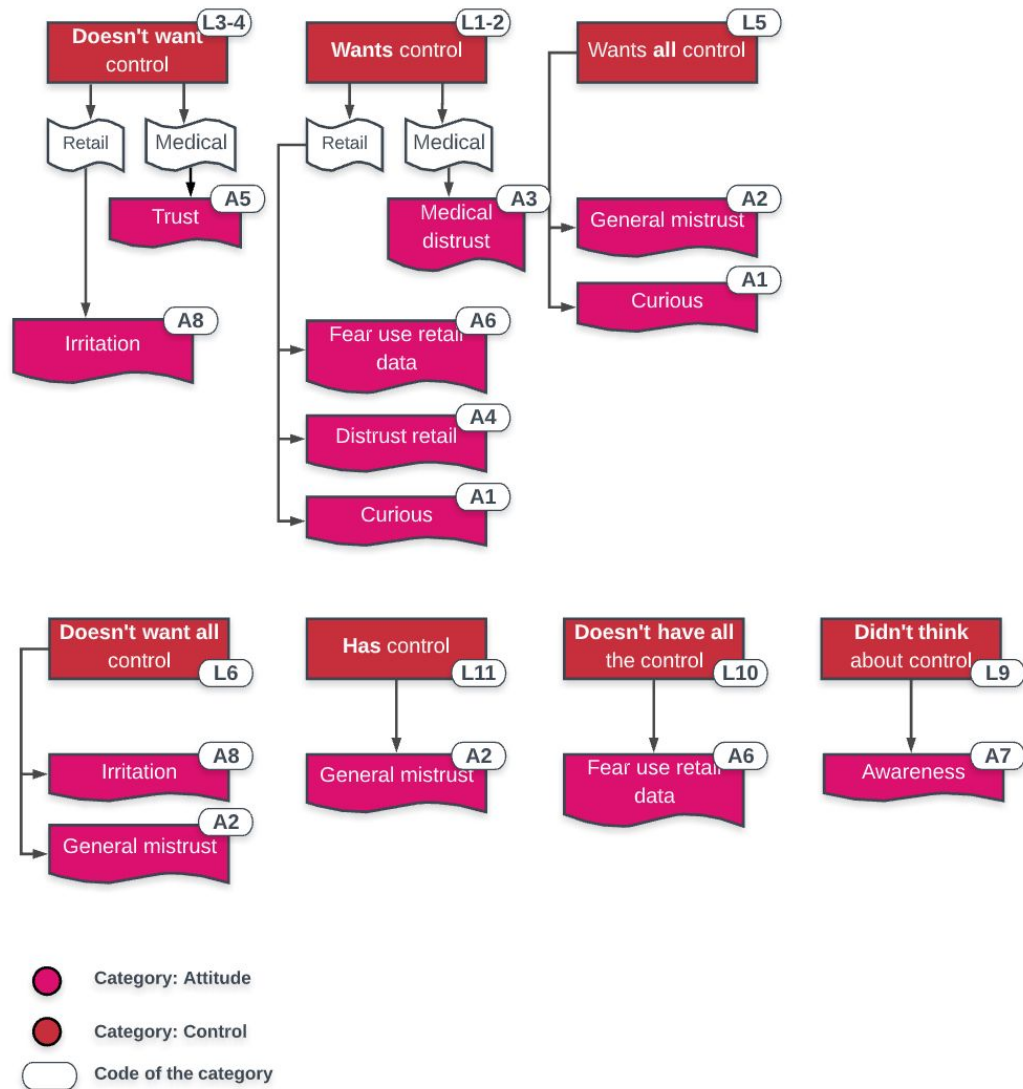 L3-4
Doesn't want
control
Retail
Medical
A5
Trust
A8
Irritation
L1-2
Wants control
Retail
Medical
A3
Medical
distrust
A6
Fear use retail
data
A4
Distrust retail
A1
Curious
L5
Wants all control
A2
General mistrust
A1
Curious
Doesn't want all
control
L6
A8
Irritation
A2
General mistrust
Has control
L11
A2
General mistrust
Doesn't have all
the control
L10
A6
Fear use retail
data
Didn't think
about control
L9
A7
Awareness
Category: Attitude
Category: Control
Code of the category